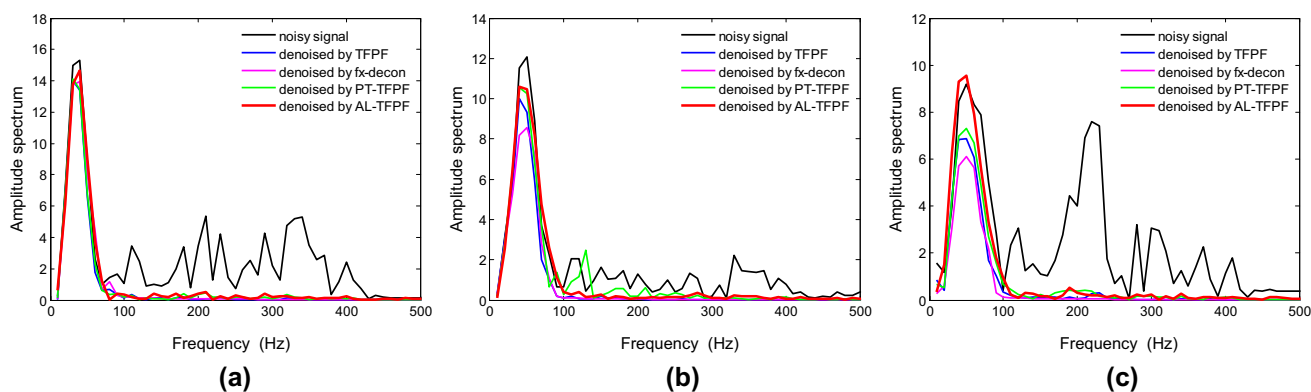 18
16
14
12
10
8
6
4
2
0
Amplitude spectrum
noisy signal
denoised by TFPF
denoised by fx-decon
denoised by PT-TFPF
denoised by AL-TFPF
0 100 200 300 400 500
Frequency (Hz)
(a)
14
12
10
8
6
4
2
0
Amplitude spectrum
noisy signal
denoised by TFPF
denoised by fx-decon
denoised by PT-TFPF
denoised by AL-TFPF
0 100 200 300 400 500
Frequency (Hz)
(b)
12
10
8
6
4
2
0
Amplitude spectrum
noisy signal
denoised by TFPF
denoised by fx-decon
denoised by PT-TFPF
denoised by AL-TFPF
0 100 200 300 400 500
Frequency (Hz)
(c)